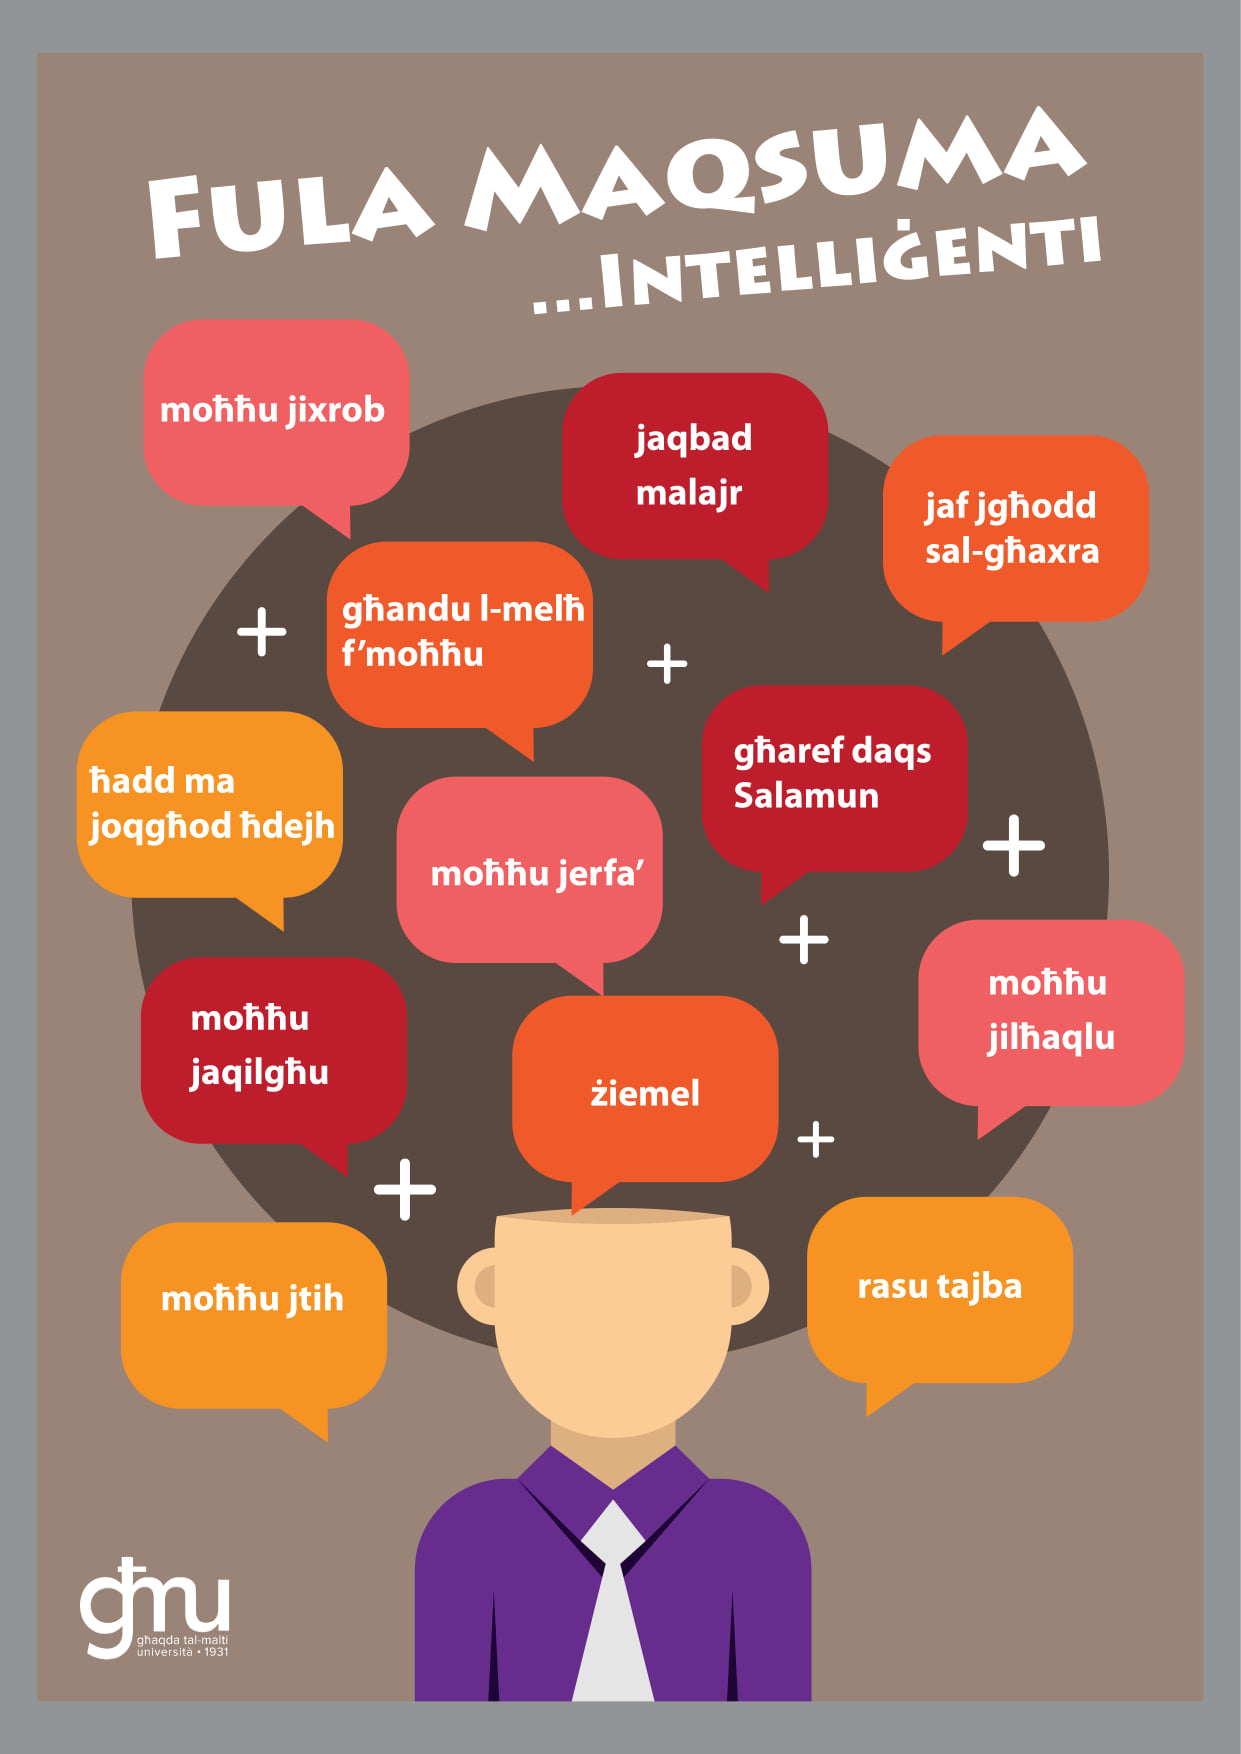 FULA MAQSUMA
...INTELLIĠENTI
moħħu jixrob
jaqbad
malajr
jaf jgħodd
sal-għaxra
għandu l-melħ
f’moħħu
għaref daqs
Salamun
ħadd ma
joqgħod ħdejh
moħħu jerfa’
moħħu
jaqilgħu
moħħu
jilħaqlu
żiemel
moħħu jtih
rasu tajba
għmu
għaqda tal-malti
università • 1931